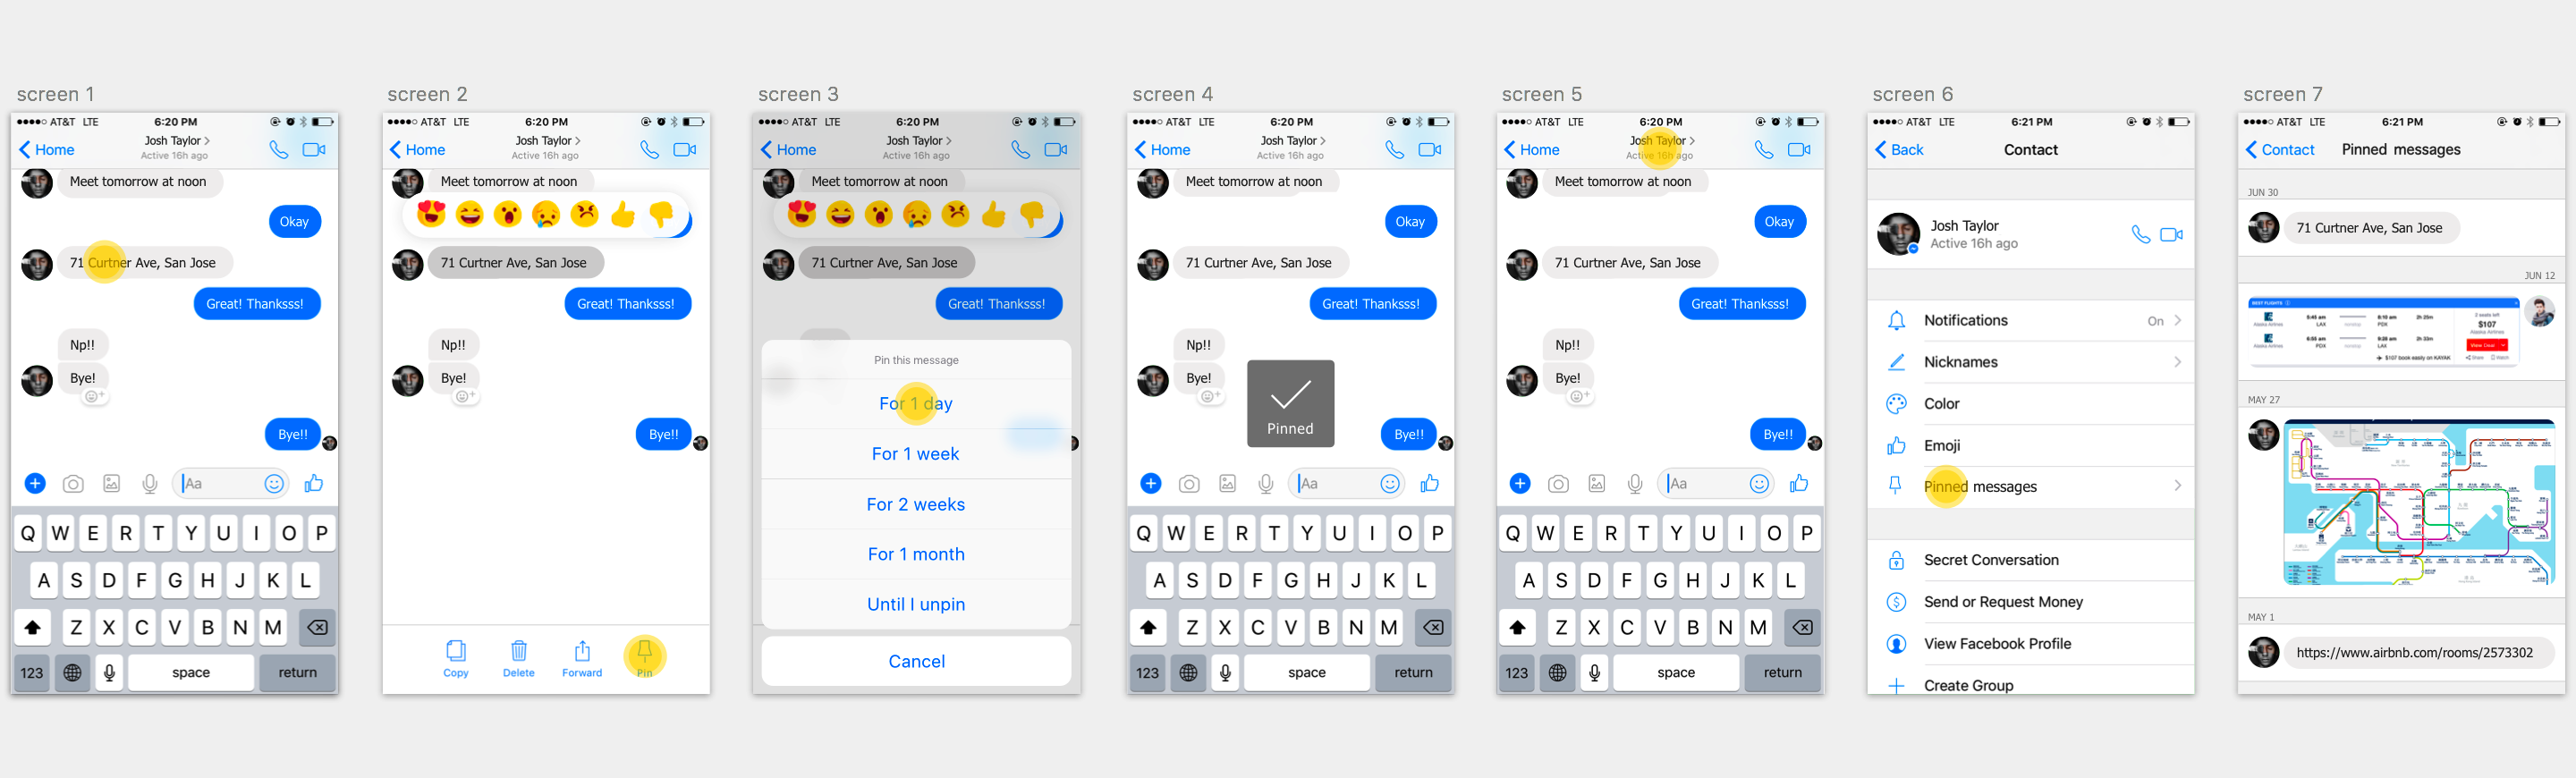 screen 1
AT&T LTE 6:20 PM
Home
Josh Taylor
Active 16h ago
Meet tomorrow at noon
Okay
71 Curtner Ave, San Jose
Great! Thanksss!
Np!!
Bye!
Bye!!
Aa
Q W E R T Y U I O P
A S D F G H J K L
Z X C V B N M
123 space return
screen 2
AT&T LTE 6:20 PM
Home
Josh Taylor
Active 16h ago
Meet tomorrow at noon
71 Curtner Ave, San Jose
Great! Thanksss!
Np!!
Bye!
Bye!!
Copy Delete Forward Pin
screen 3
AT&T LTE 6:20 PM
Home
Josh Taylor
Active 16h ago
Meet tomorrow at noon
71 Curtner Ave, San Jose
Great! Thanksss!
Pin this message
For 1 day
For 1 week
For 2 weeks
For 1 month
Until I unpin
Cancel
screen 4
AT&T LTE 6:20 PM
Home
Josh Taylor
Active 16h ago
Meet tomorrow at noon
Okay
71 Curtner Ave, San Jose
Great! Thanksss!
Np!!
Bye!
Pinned
Bye!!
Aa
Q W E R T Y U I O P
A S D F G H J K L
Z X C V B N M
123 space return
screen 5
AT&T LTE 6:20 PM
Home
Josh Taylor
Active 16h ago
Meet tomorrow at noon
Okay
71 Curtner Ave, San Jose
Great! Thanksss!
Np!!
Bye!
Bye!!
Aa
Q W E R T Y U I O P
A S D F G H J K L
Z X C V B N M
123 space return
screen 6
AT&T LTE 6:21 PM
Back Contact
Josh Taylor
Active 16h ago
Notifications On
Nicknames
Color
Emoji
Pinned messages
Secret Conversation
Send or Request Money
View Facebook Profile
Create Group
screen 7
AT&T LTE 6:21 PM
Contact Pinned messages
JUN 30
71 Curtner Ave, San Jose
JUN 12
BEST FLIGHTS
$107
$107 book easily on KAYAK
MAY 27
MAY 1
https://www.airbnb.com/rooms/2573302